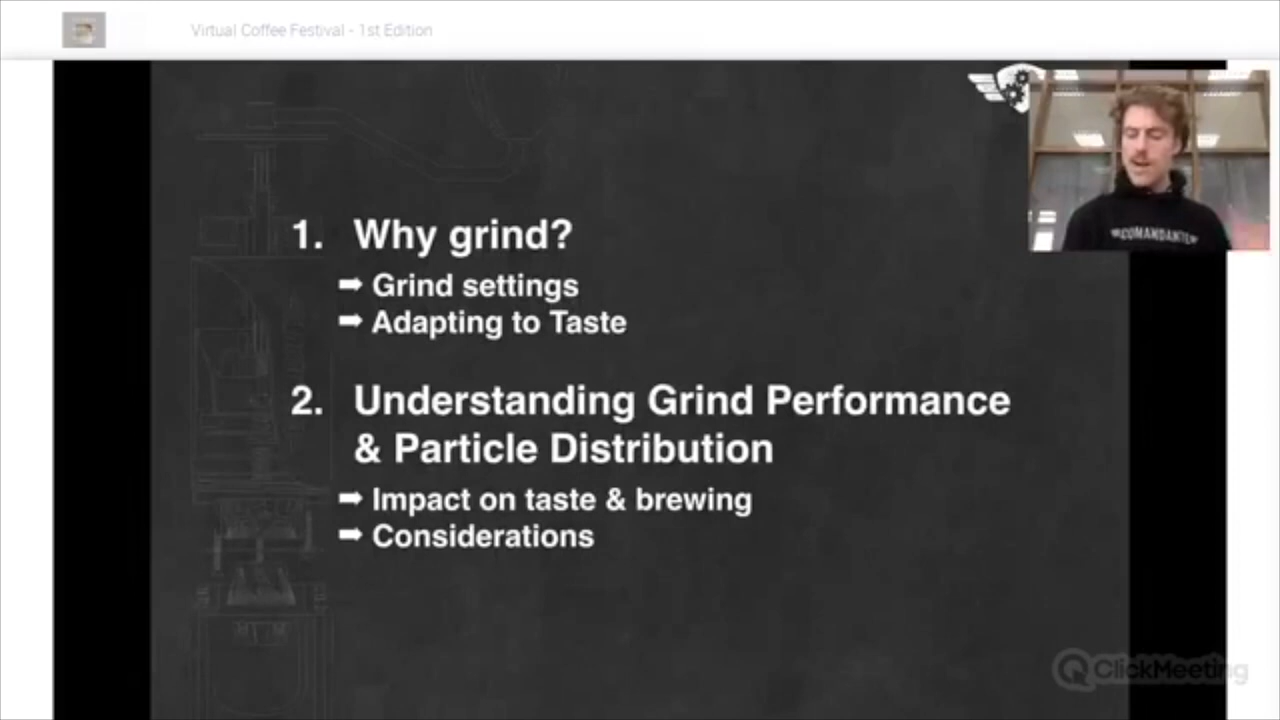 Virtual Coffee Festival - 1st Edition
1. Why grind?
➡ Grind settings
➡ Adapting to Taste
COMANDANTE
2. Understanding Grind Performance
& Particle Distribution
➡ Impact on taste & brewing
➡ Considerations
ClickMeeting